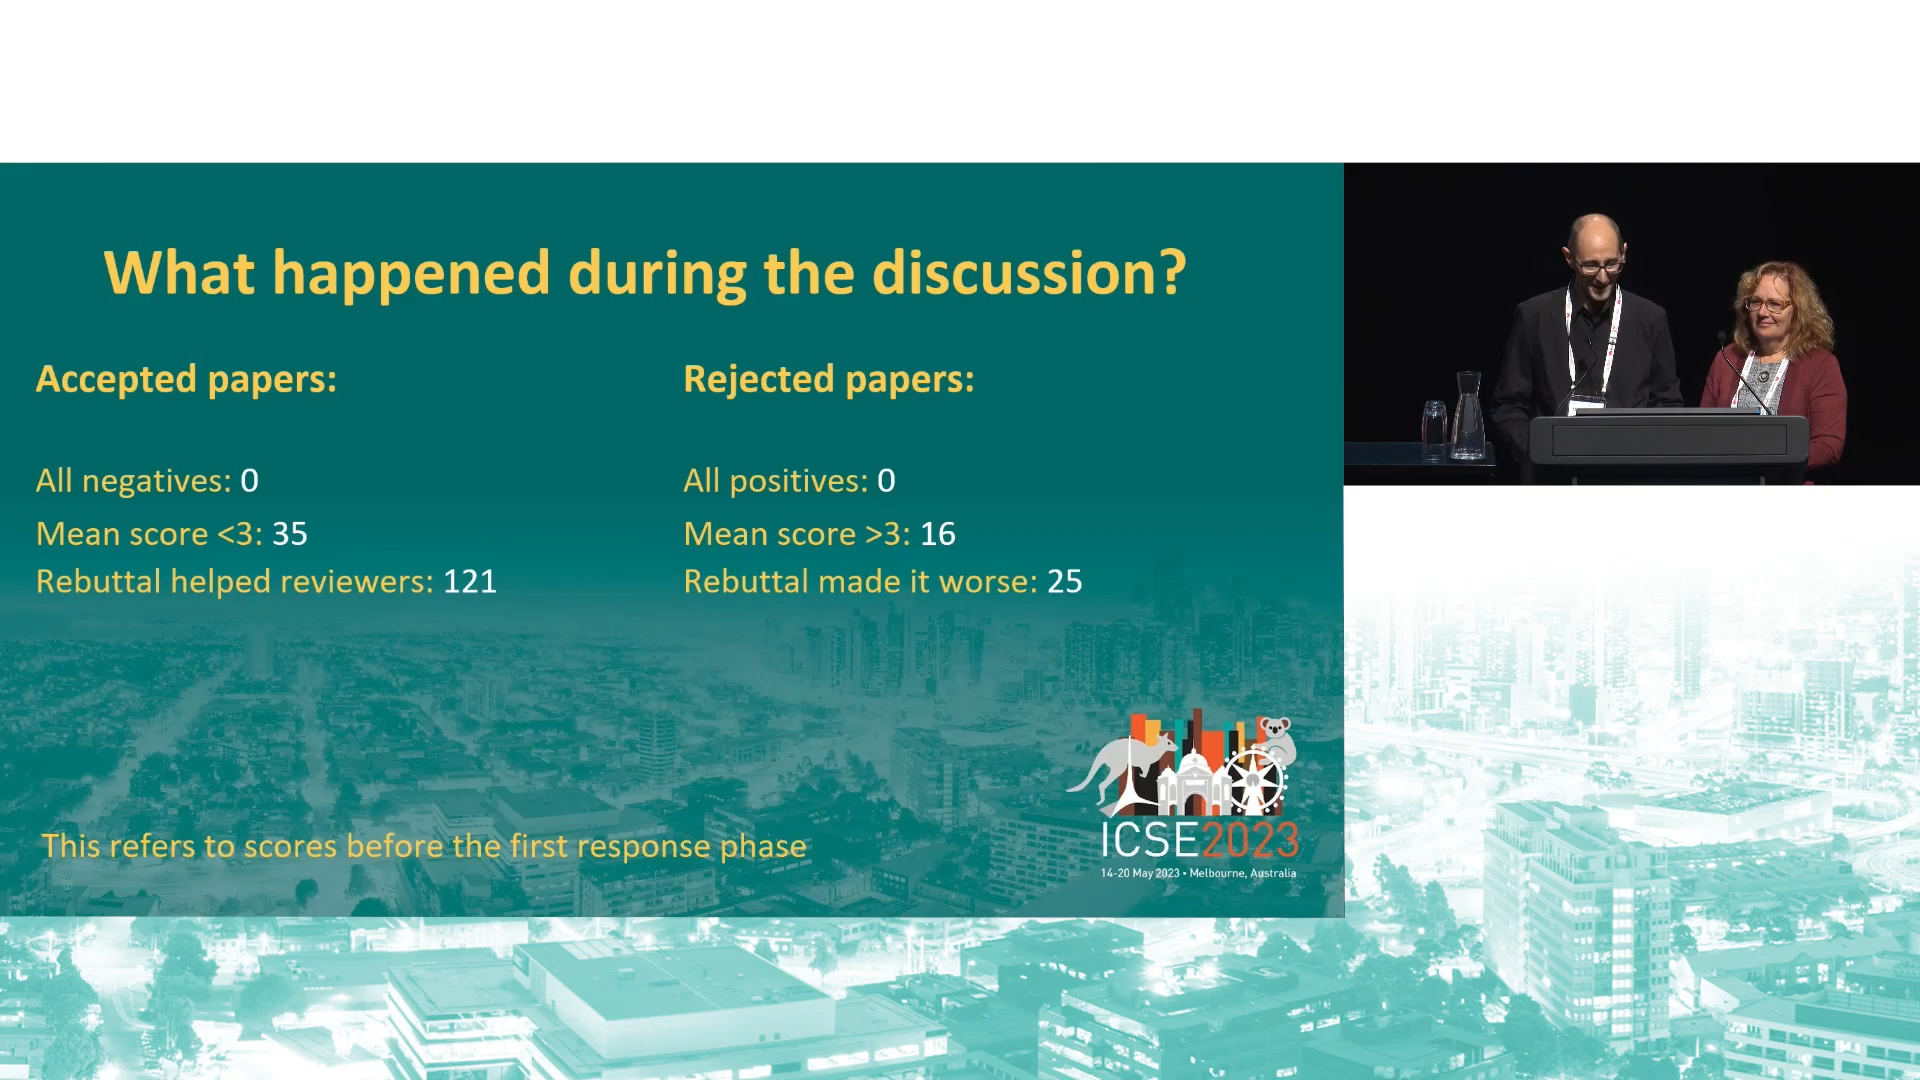 What happened during the discussion?
Accepted papers:
All negatives: 0
Mean score <3: 35
Rebuttal helped reviewers: 121
Rejected papers:
All positives: 0
Mean score >3: 16
Rebuttal made it worse: 25
This refers to scores before the first response phase
ICSE2023
14-20 May 2023 • Melbourne, Australia